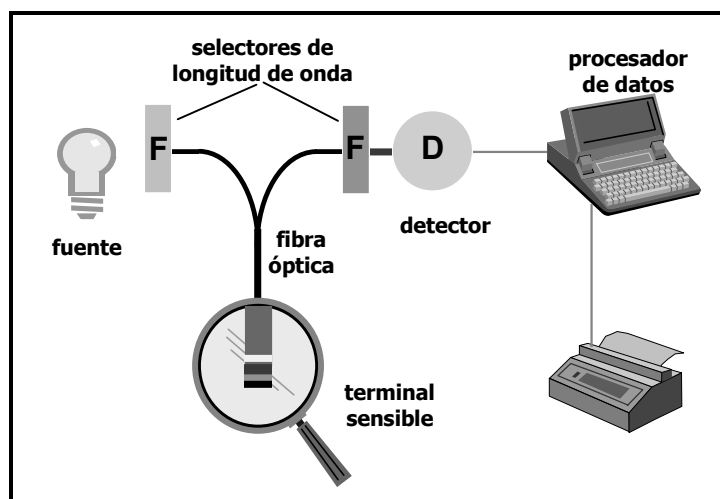 selectores de
longitud de onda
procesador
de datos
F
F
D
fuente
fibra
óptica
detector
terminal
sensible